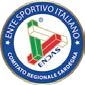 ENTE SPORTIVO ITALIANO
ENDAS
COMITATO REGIONALE SARDEGNA